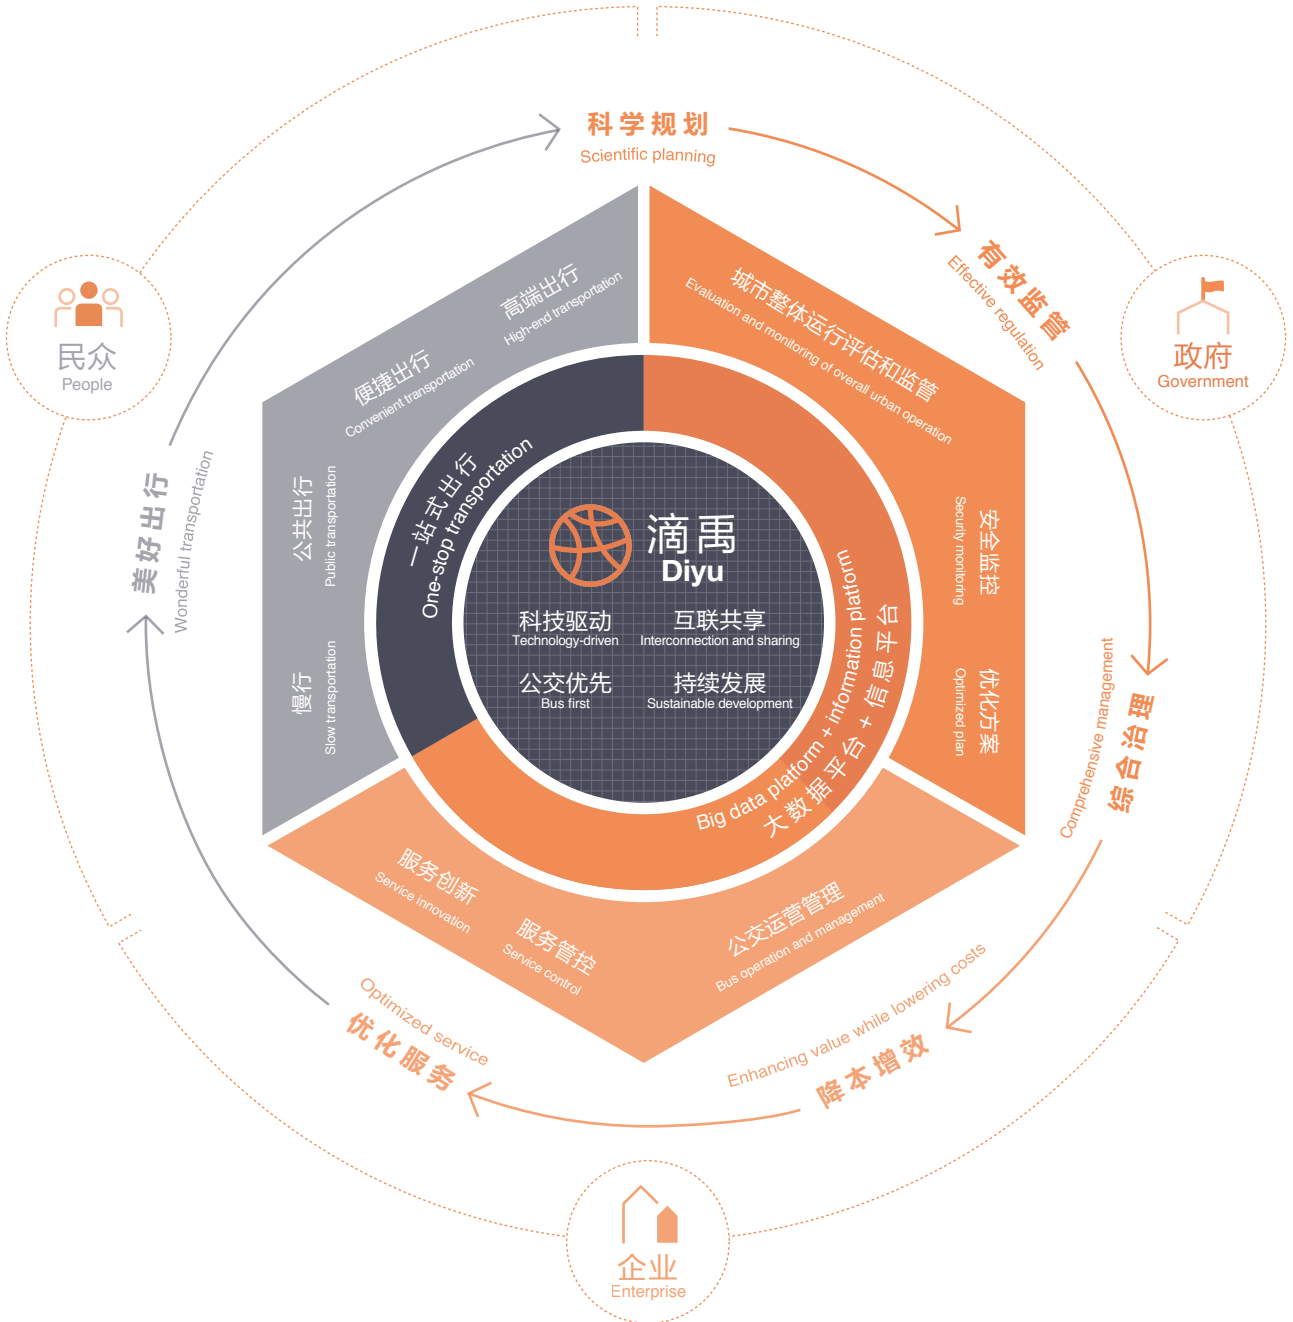 科学规划
Scientific planning
有效监管
Effective regulation
政府
Government
综合治理
Comprehensive management
降本增效
Enhancing value while lowering costs
企业
Enterprise
优化服务
Optimized service
美好出行
Wonderful transportation
民众
People
城市整体运行评估和监管
Evaluation and monitoring of overall urban operation
安全监控
Security monitoring
优化方案
Optimized plan
公交运营管理
Bus operation and management
服务管控
Service control
服务创新
Service innovation
慢行
Slow transportation
公共出行
Public transportation
便捷出行
Convenient transportation
高端出行
High-end transportation
一站式出行
One-stop transportation
Big data platform + information platform
大数据平台 + 信息平台
滴禹
Diyu
科技驱动
Technology-driven
互联共享
Interconnection and sharing
公交优先
Bus first
持续发展
Sustainable development